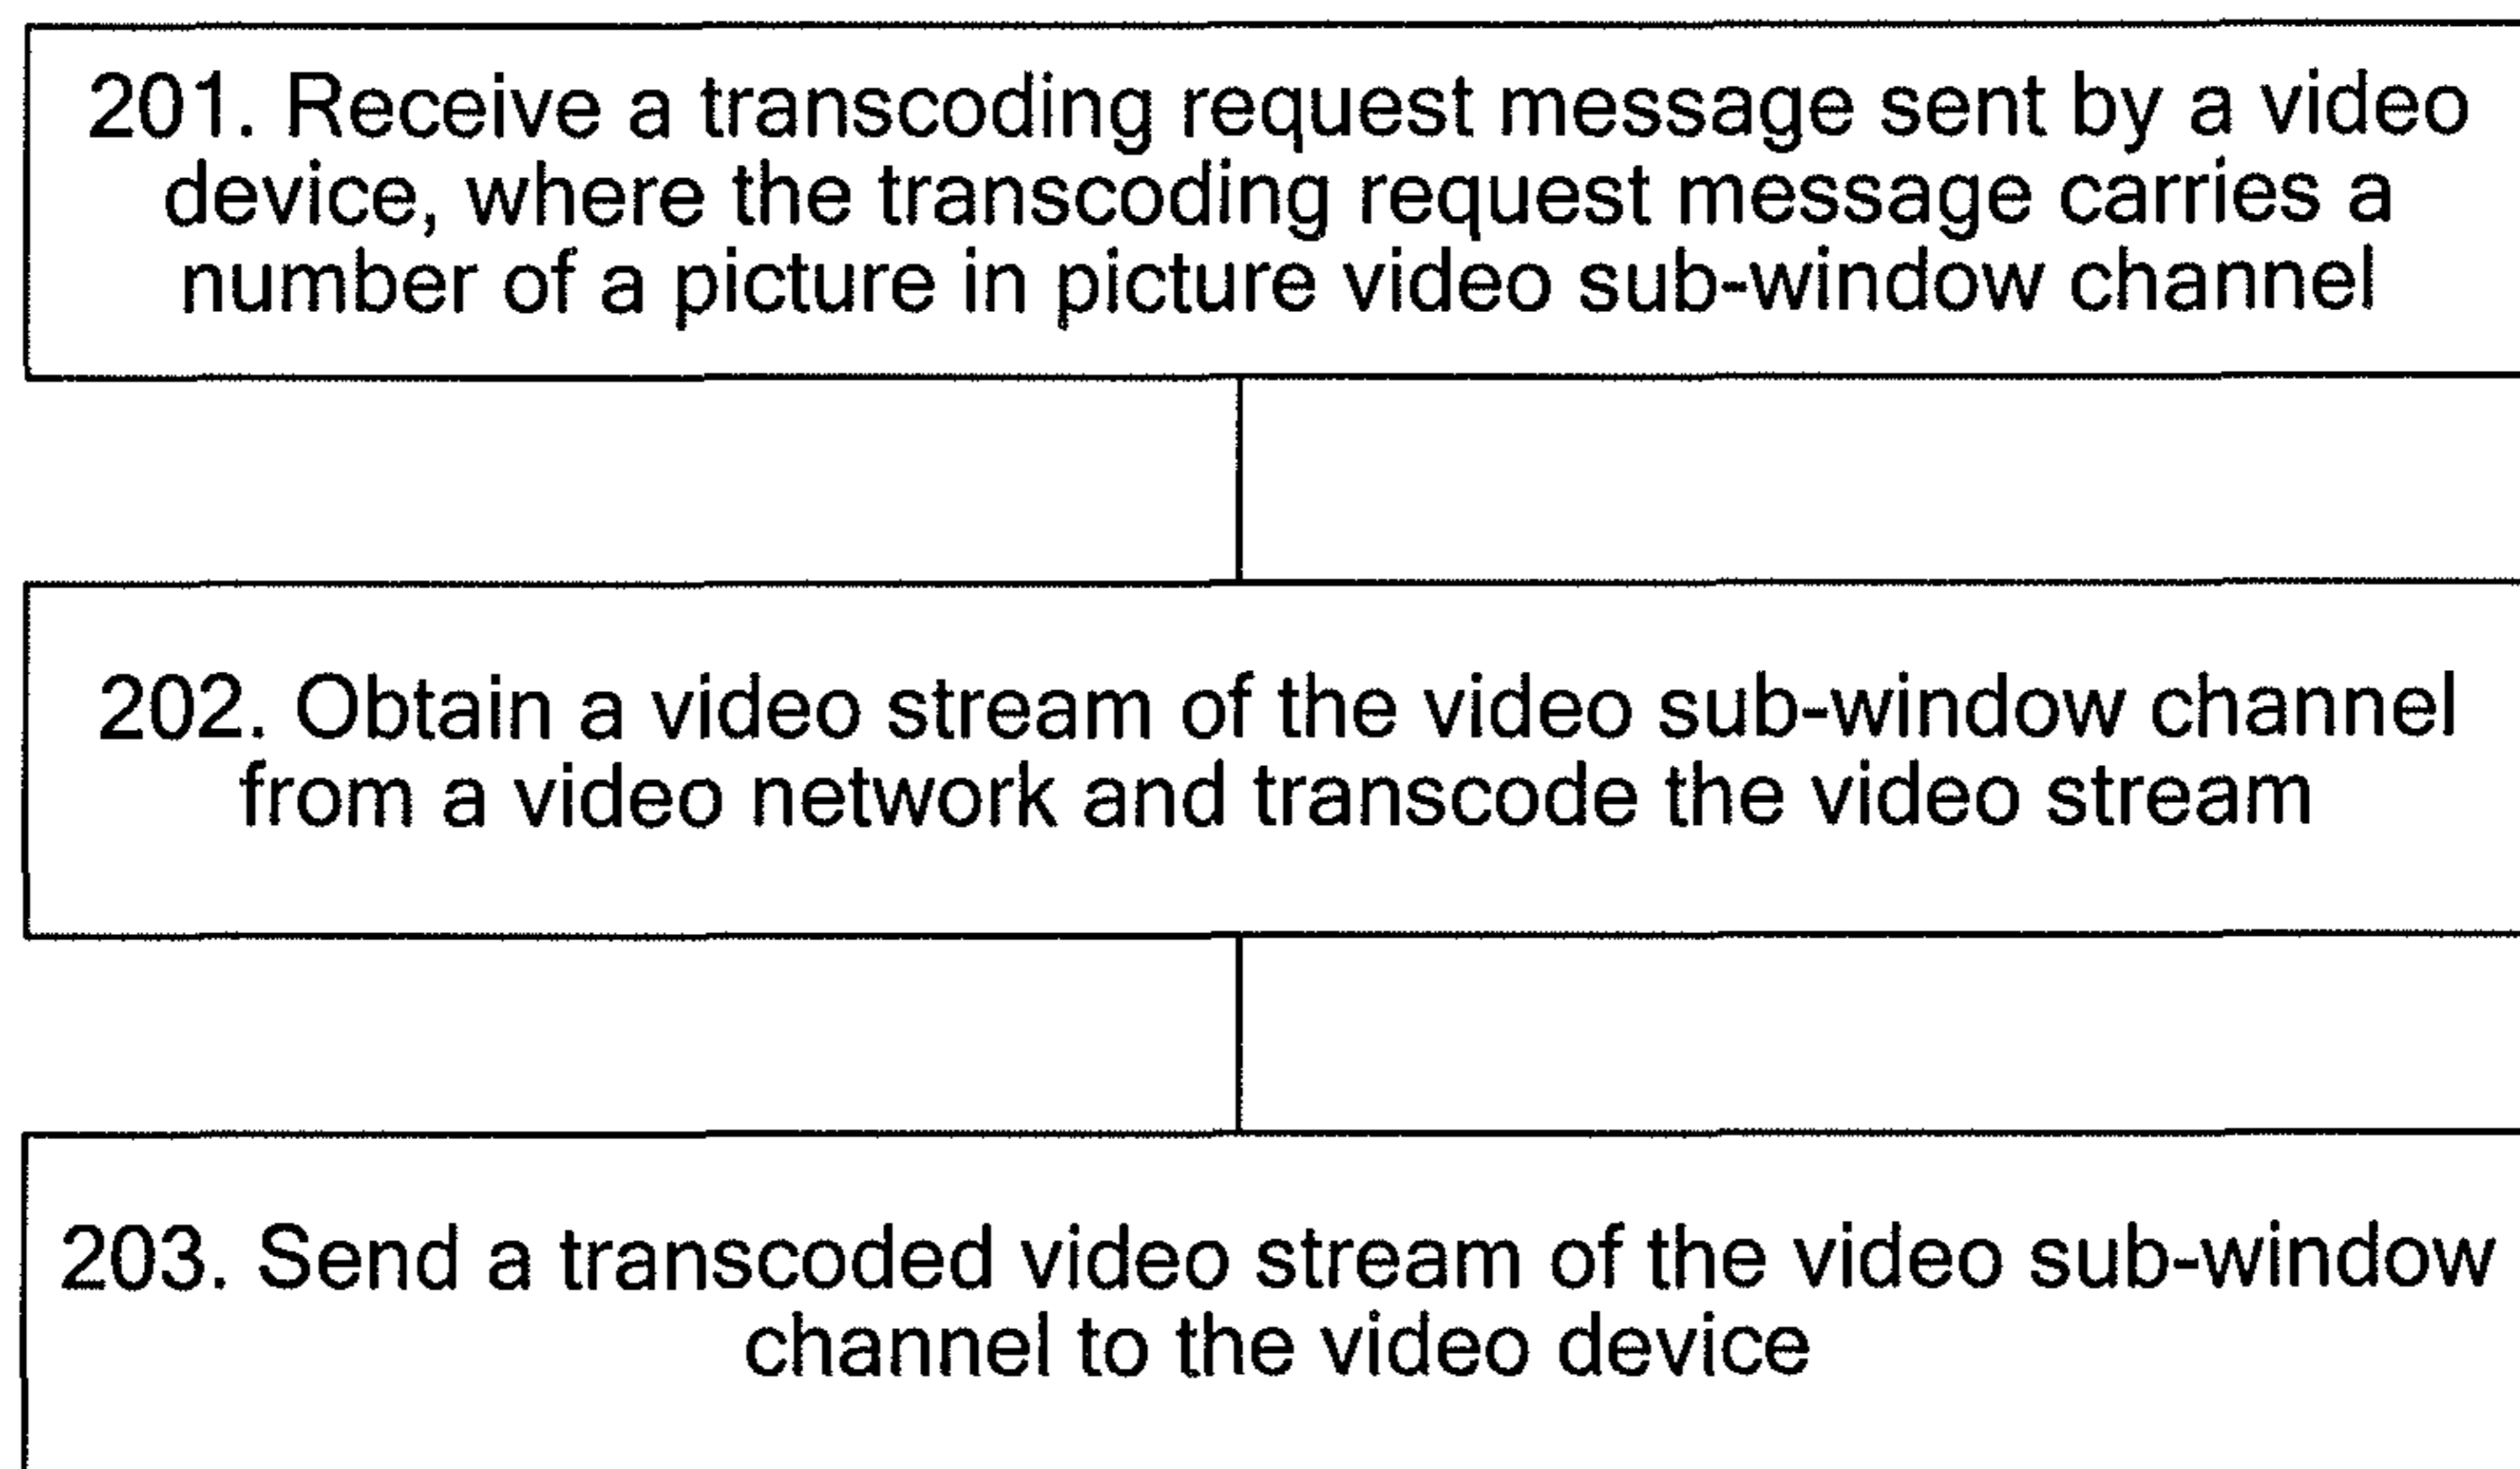 201. Receive a transcoding request message sent by a video
device, where the transcoding request message carries a
number of a picture in picture video sub-window channel
202. Obtain a video stream of the video sub-window channel
from a video network and transcode the video stream
203. Send a transcoded video stream of the video sub-window
channel to the video device